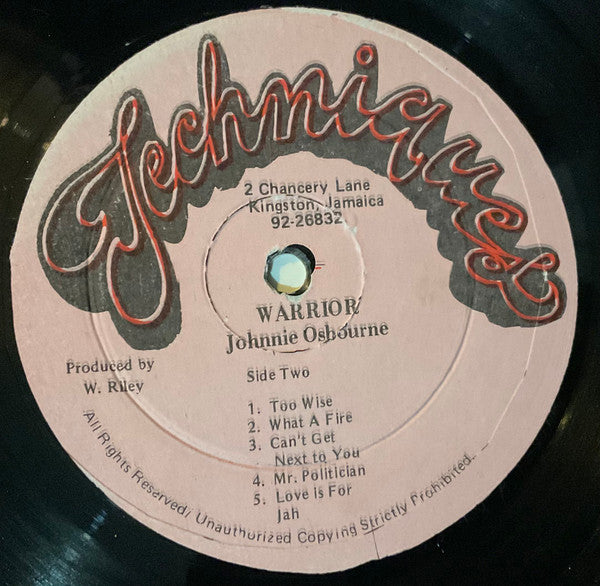 Techniques
2 Chancery Lane
Kingston, Jamaica
92-26832
WARRIOR
Johnnie Osbourne
Produced by
W. Riley
Side Two
1. Too Wise
2. What A Fire
3. Can't Get
Next to You
4. Mr. Politician
5. Love is For
Jah
All Rights Reserved/ Unauthorized Copying Strictly Prohibited.